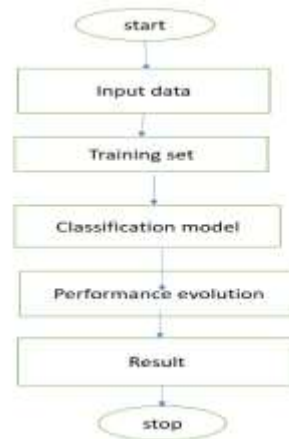 start
Input data
Training set
Classification model
Performance evolution
Result
stop